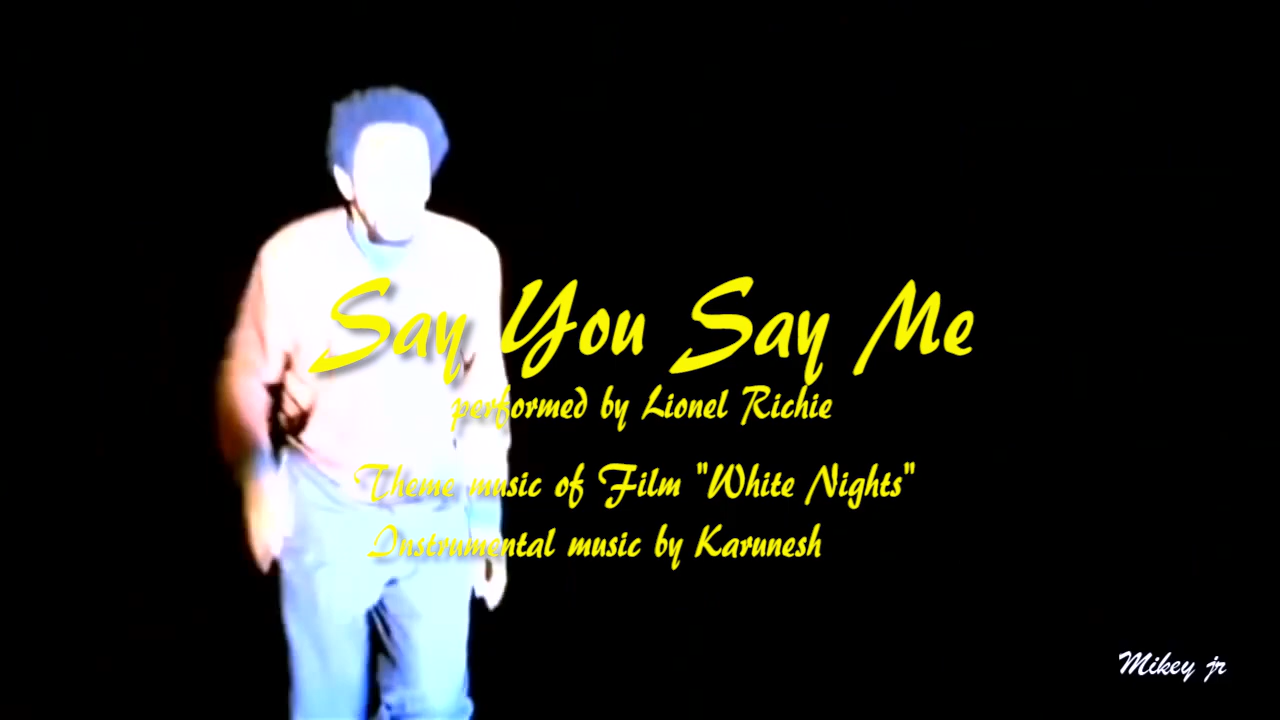 Say You Say Me
performed by Lionel Richie
Theme music of Film "White Nights"
Instrumental music by Karunesh
Mikey jr